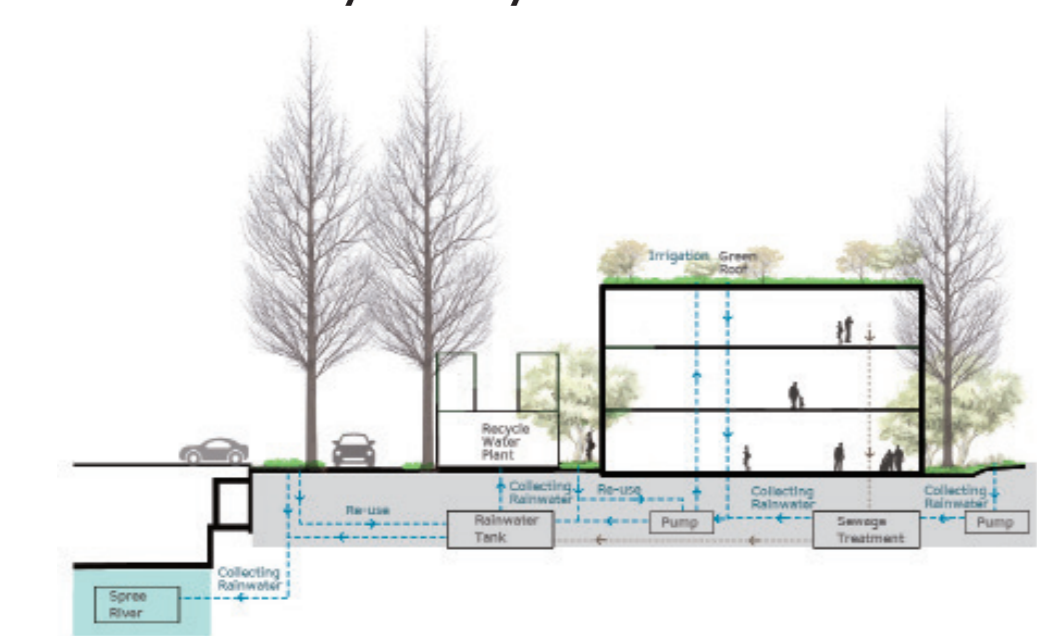 Irrigation
Green
Roof
Recycle
Water
Plant
Collecting
Rainwater
Re-use
Collecting
Rainwater
Collecting
Rainwater
Re-use
Rainwater
Tank
Pump
Sewage
Treatment
Pump
Collecting
Rainwater
Spree
River